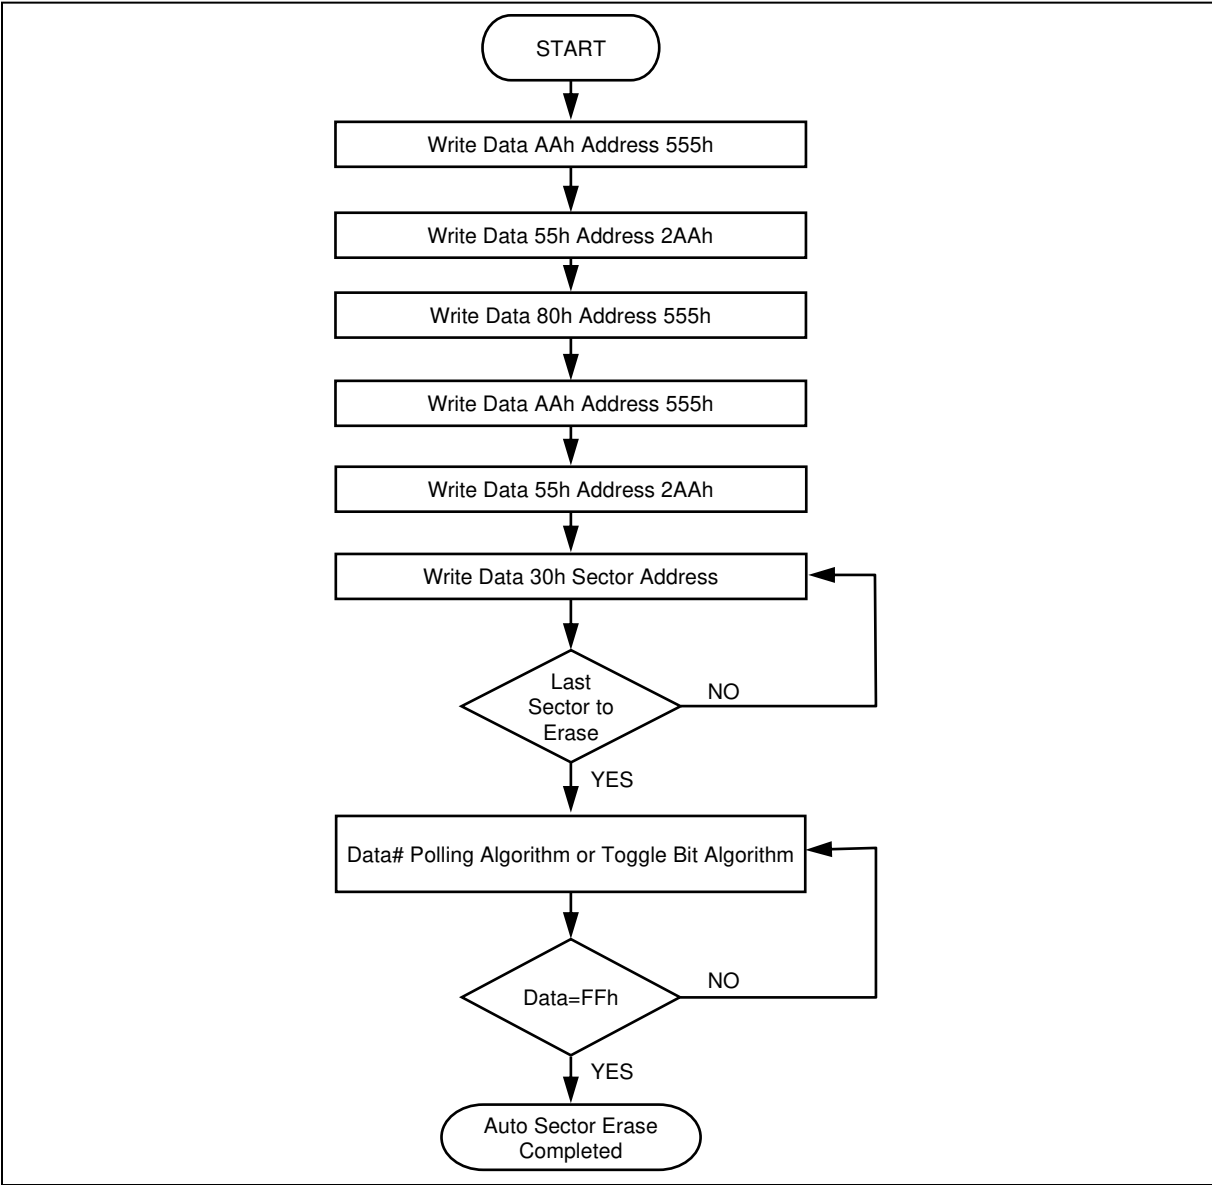 START
Write Data AAh Address 555h
Write Data 55h Address 2AAh
Write Data 80h Address 555h
Write Data AAh Address 555h
Write Data 55h Address 2AAh
Write Data 30h Sector Address
Last
Sector to
Erase
NO
YES
Data# Polling Algorithm or Toggle Bit Algorithm
Data=FFh
NO
YES
Auto Sector Erase
Completed